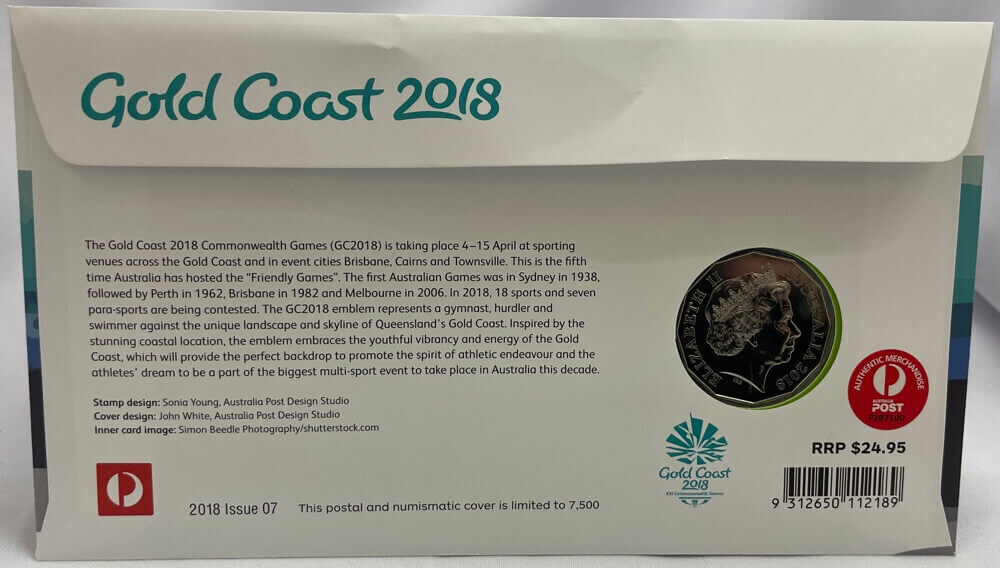 Gold Coast 2018
The Gold Coast 2018 Commonwealth Games (GC2018) is taking place 4–15 April at sporting
venues across the Gold Coast and in event cities Brisbane, Cairns and Townsville. This is the fifth
time Australia has hosted the “Friendly Games”. The first Australian Games was in Sydney in 1938,
followed by Perth in 1962, Brisbane in 1982 and Melbourne in 2006. In 2018, 18 sports and seven
para-sports are being contested. The GC2018 emblem represents a gymnast, hurdler and
swimmer against the unique landscape and skyline of Queensland's Gold Coast. Inspired by the
stunning coastal location, the emblem embraces the youthful vibrancy and energy of the Gold
Coast, which will provide the perfect backdrop to promote the spirit of athletic endeavour and the
athletes' dream to be a part of the biggest multi-sport event to take place in Australia this decade.
Stamp design: Sonia Young, Australia Post Design Studio
Cover design: John White, Australia Post Design Studio
Inner card image: Simon Beedle Photography/shutterstock.com
2018 Issue 07
This postal and numismatic cover is limited to 7,500
ELIZABETH II
AUSTRALIA 2018
Gold Coast
2018
XXI Commonwealth Games
AUTHENTIC MERCHANDISE
AUSTRALIA
POST
RRP $24.95
9 312650 112189